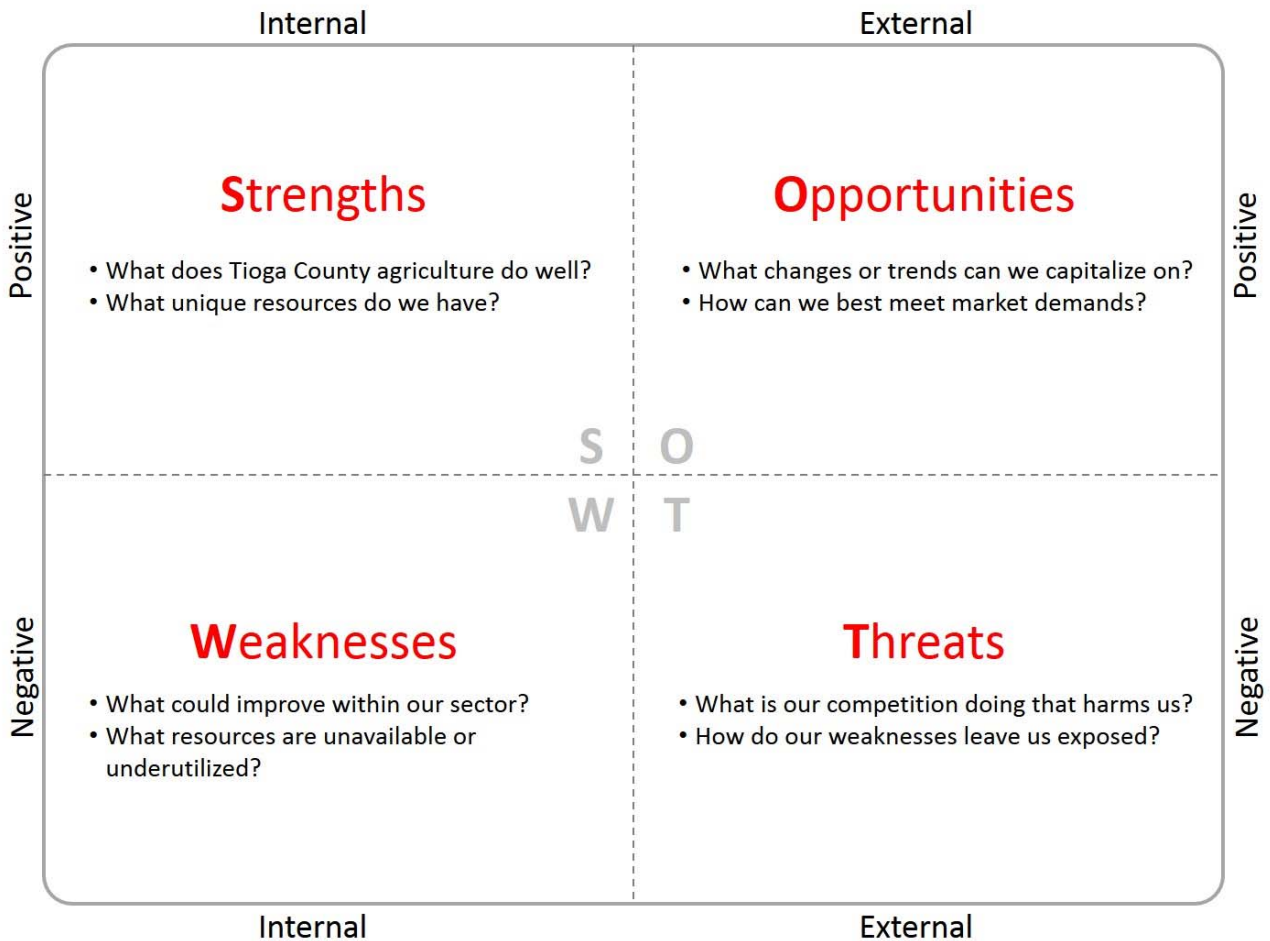 Internal
External
Positive
Strengths
• What does Tioga County agriculture do well?
• What unique resources do we have?
Opportunities
• What changes or trends can we capitalize on?
• How can we best meet market demands?
Positive
S O
W T
Negative
Weaknesses
• What could improve within our sector?
• What resources are unavailable or
underutilized?
Threats
• What is our competition doing that harms us?
• How do our weaknesses leave us exposed?
Negative
Internal
External